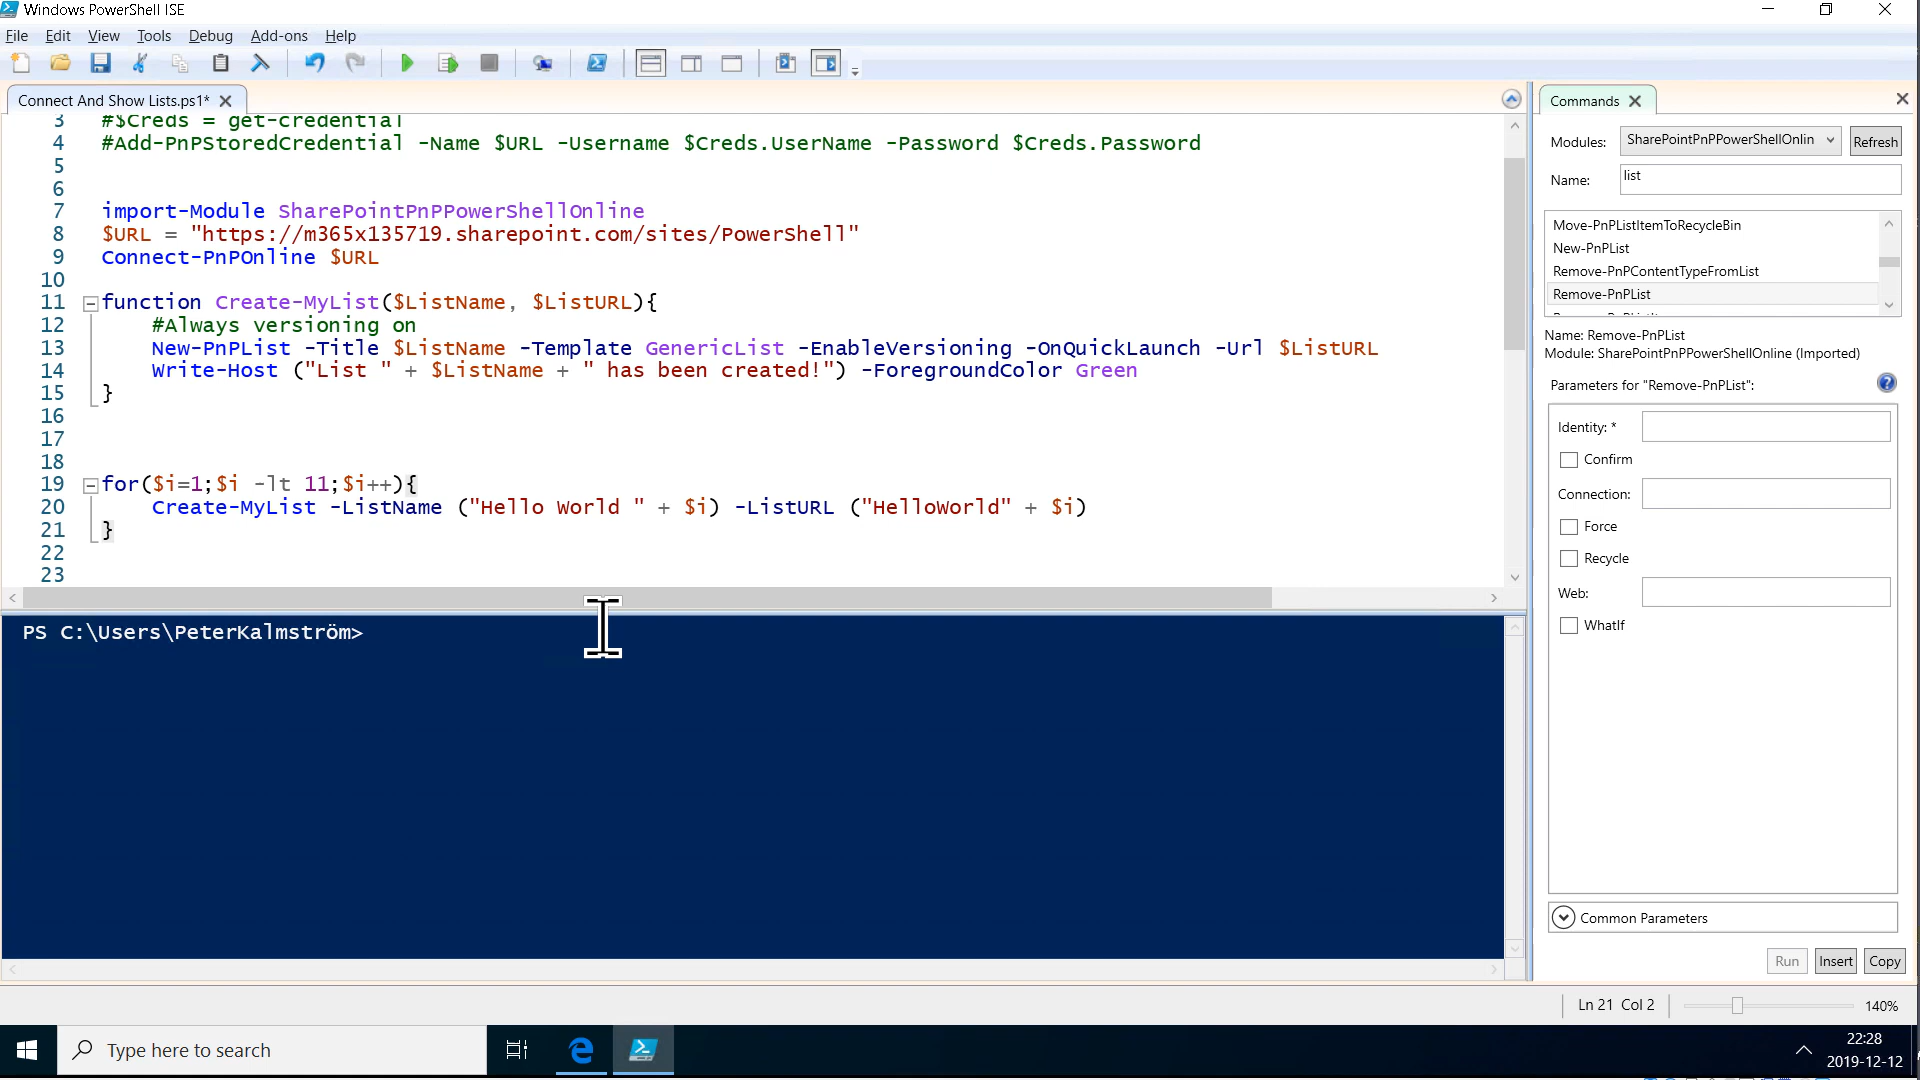 Windows PowerShell ISE
File Edit View Tools Debug Add-ons Help
Connect And Show Lists.ps1*
3 #$Creds = get-credential
4 #Add-PnPStoredCredential -Name $URL -Username $Creds.UserName -Password $Creds.Password
5
6
7 import-Module SharePointPnPPowerShellOnline
8 $URL = "https://m365x135719.sharepoint.com/sites/PowerShell"
9 Connect-PnPOnline $URL
10
11 function Create-MyList($ListName, $ListURL){
12 #Always versioning on
13 New-PnPList -Title $ListName -Template GenericList -EnableVersioning -OnQuickLaunch -Url $ListURL
14 Write-Host ("List " + $ListName + " has been created!") -ForegroundColor Green
15 }
16
17
18
19 for($i=1;$i -lt 11;$i++){
20 Create-MyList -ListName ("Hello World " + $i) -ListURL ("HelloWorld" + $i)
21 }
22
23
PS C:\Users\PeterKalmström>
Commands
Modules: SharePointPnPPowerShellOnlin Refresh
Name: list
Move-PnPListItemToRecycleBin
New-PnPList
Remove-PnPContentTypeFromList
Remove-PnPList
Name: Remove-PnPList
Module: SharePointPnPPowerShellOnline (Imported)
Parameters for "Remove-PnPList":
Identity: *
Confirm
Connection:
Force
Recycle
Web:
WhatIf
Common Parameters
Run Insert Copy
Ln 21 Col 2 140%
Type here to search
22:28
2019-12-12